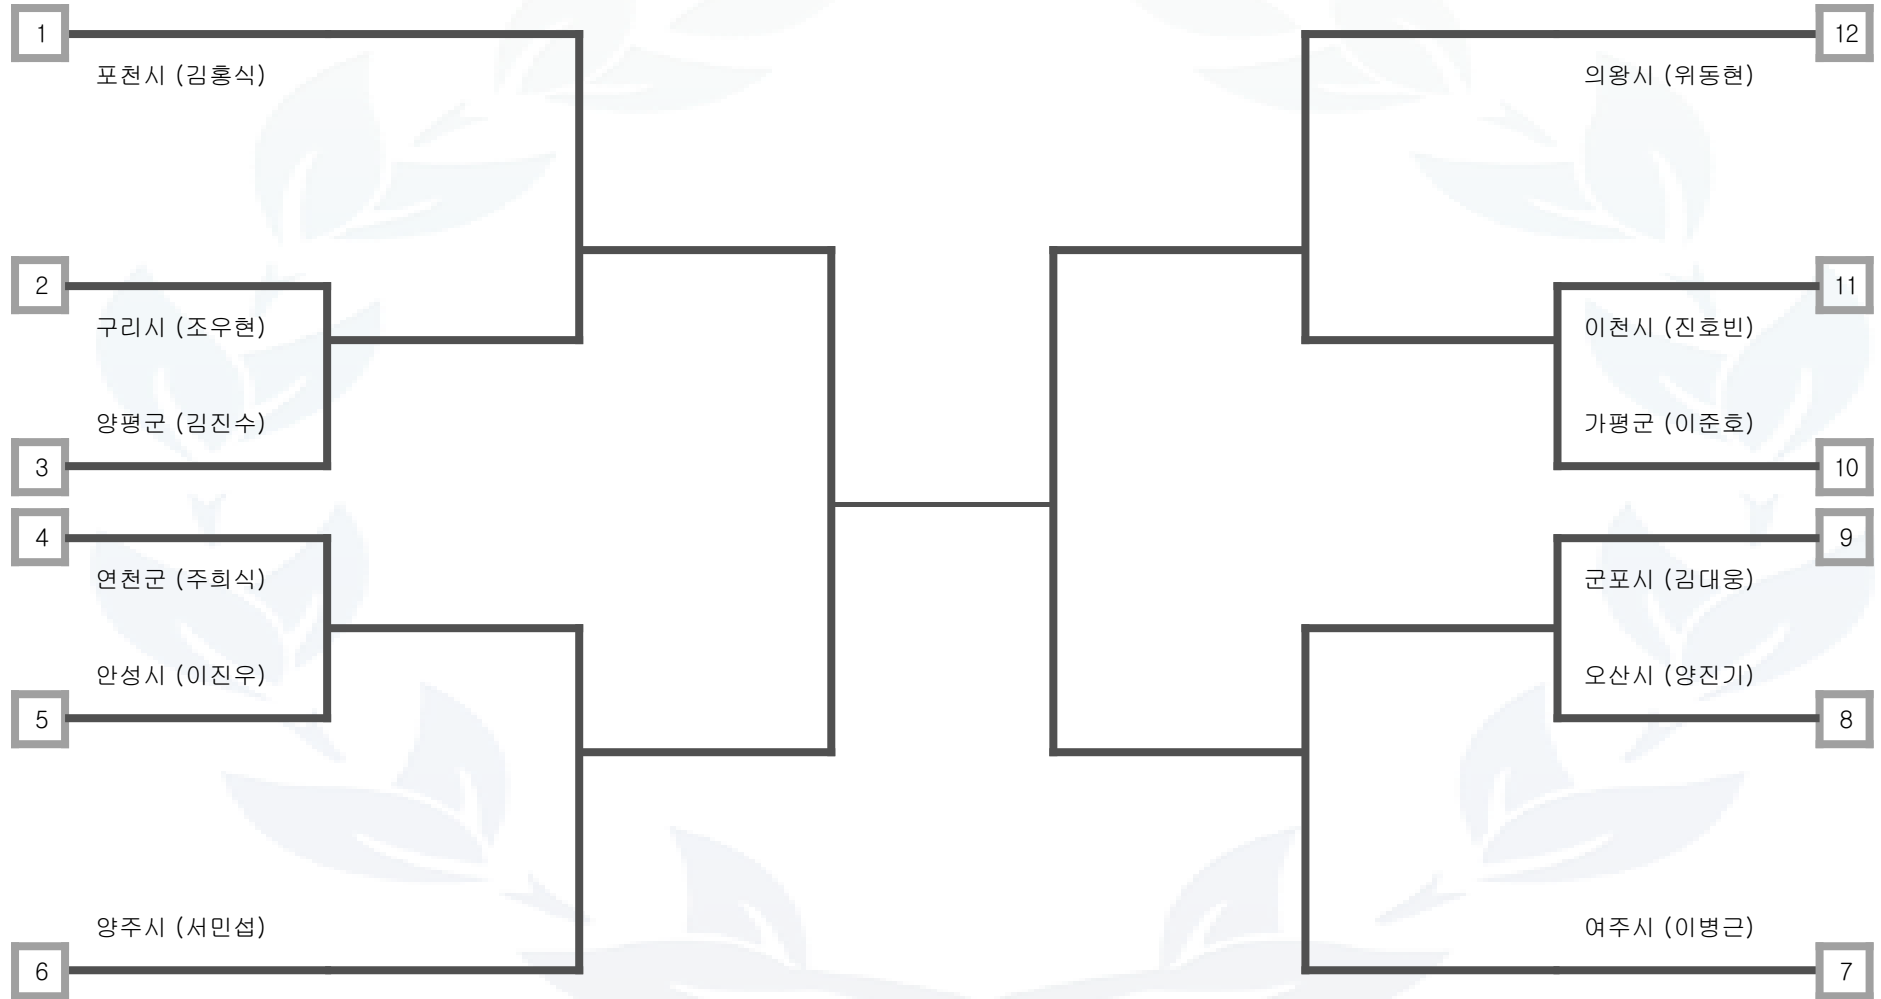 1
포천시 (김홍식)
2
구리시 (조우현)
양평군 (김진수)
3
4
연천군 (주희식)
안성시 (이진우)
5
양주시 (서민섭)
6
12
의왕시 (위동현)
11
이천시 (진호빈)
가평군 (이준호)
10
9
군포시 (김대웅)
오산시 (양진기)
8
여주시 (이병근)
7